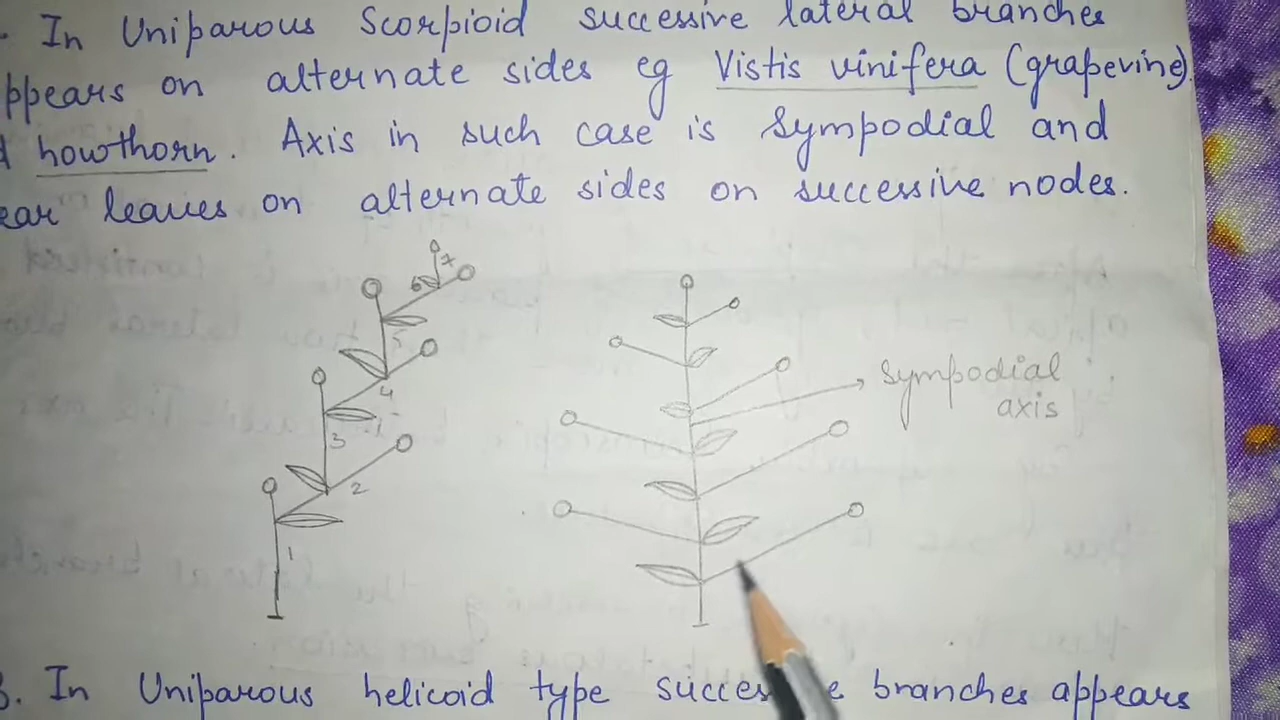 In Uniparous Scorpioid successive lateral branches
ppears on alternate sides eg Vistis vinifera (grapevine)
howthorn. Axis in such case is Sympodial and
ear leaves on alternate sides on successive nodes.
7
6
5
4
3
2
1
Sympodial
axis
3. In Uniparous helicoid type branches appears